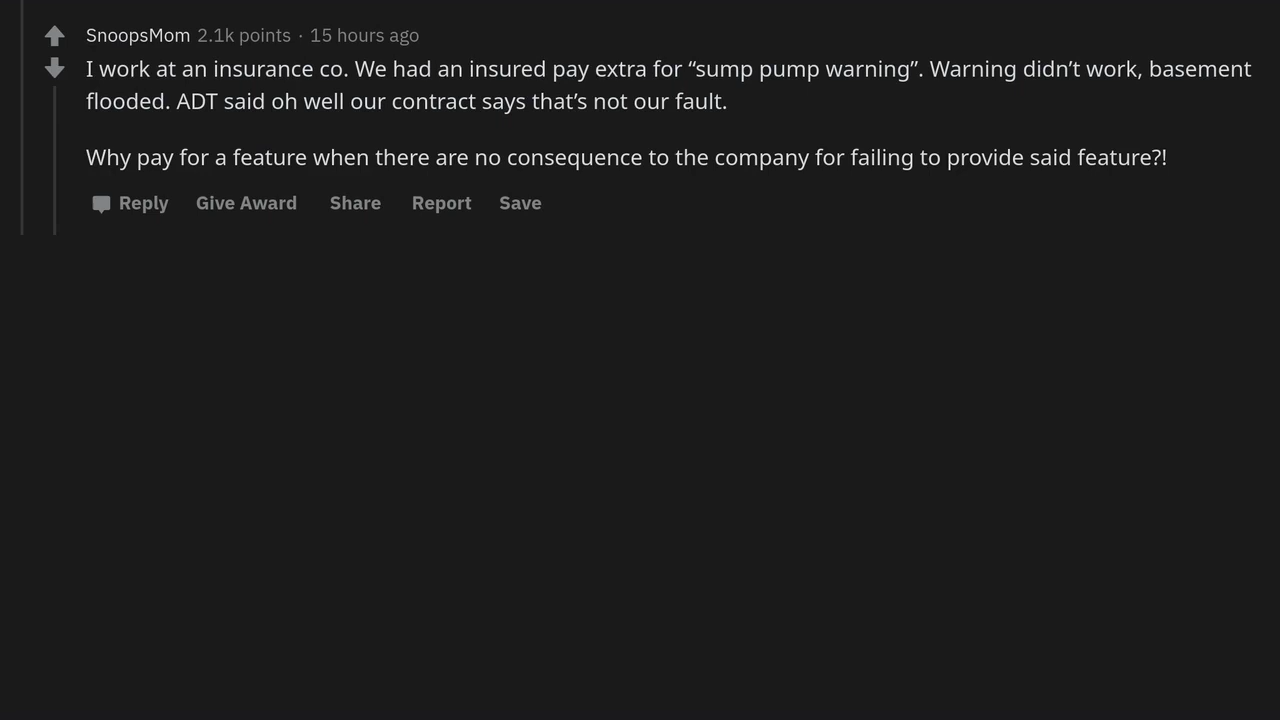 SnoopsMom 2.1k points · 15 hours ago
I work at an insurance co. We had an insured pay extra for “sump pump warning”. Warning didn’t work, basement
flooded. ADT said oh well our contract says that’s not our fault.
Why pay for a feature when there are no consequence to the company for failing to provide said feature?!
Reply Give Award Share Report Save